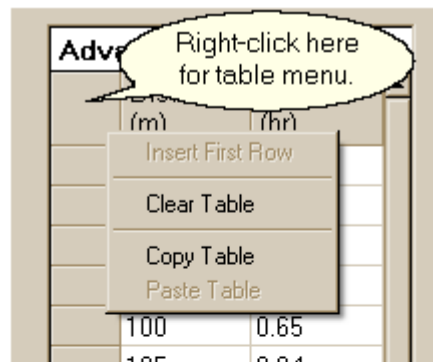 Adv
Right-click here
for table menu.
(m) (hr)
Insert First Row
Clear Table
Copy Table
Paste Table
100 0.65